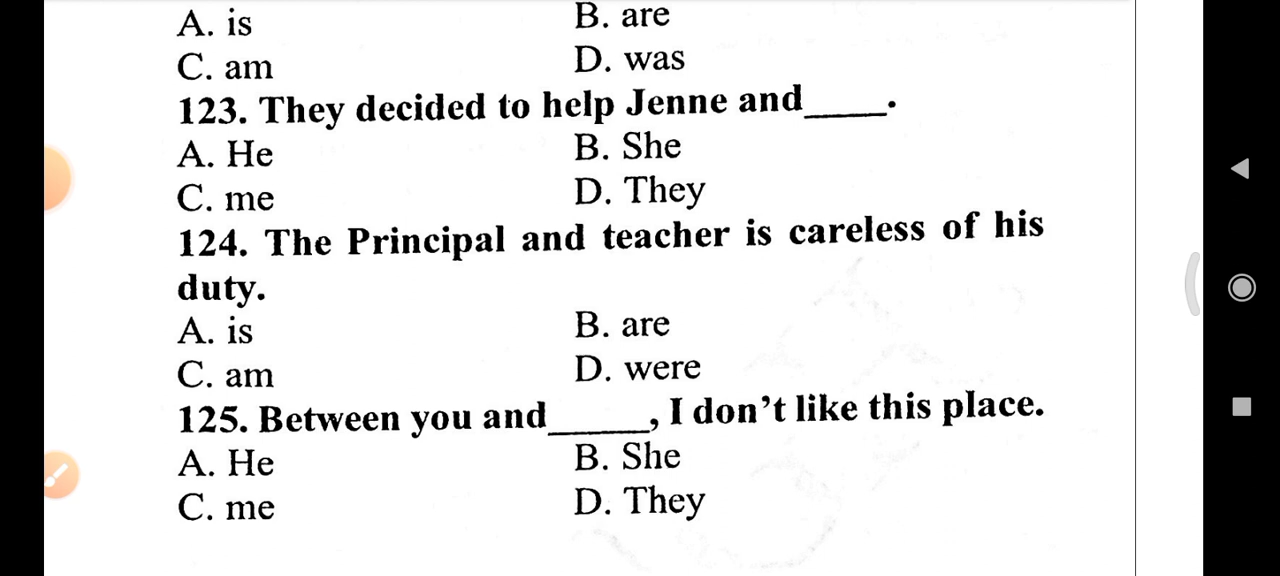 A. is B. are
C. am D. was
123. They decided to help Jenne and____.
A. He B. She
C. me D. They
124. The Principal and teacher is careless of his
duty.
A. is B. are
C. am D. were
125. Between you and_____, I don’t like this place.
A. He B. She
C. me D. They